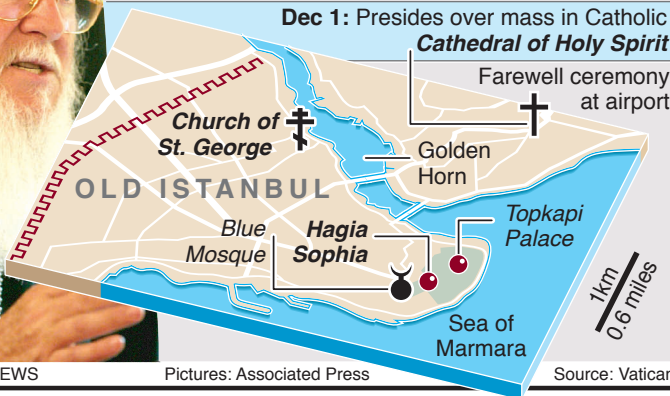 Dec 1: Presides over mass in Catholic
Cathedral of Holy Spirit
Farewell ceremony
at airport
Church of
St. George
Golden
Horn
OLD ISTANBUL
Topkapi
Palace
Blue
Mosque
Hagia
Sophia
1km
0.6 miles
Sea of
Marmara
EWS
Pictures: Associated Press
Source: Vatican